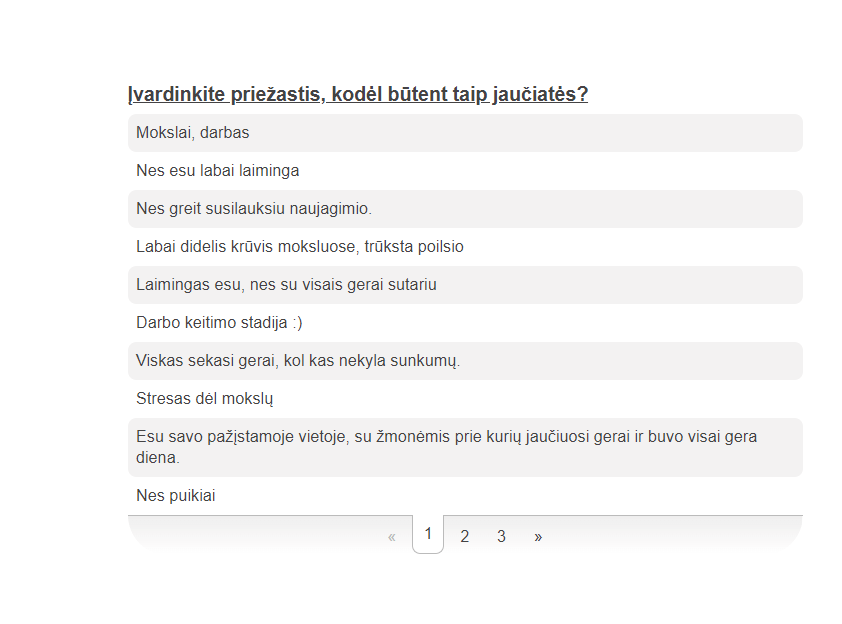 Įvardinkite priežastis, kodėl būtent taip jaučiatės?
Mokslai, darbas
Nes esu labai laiminga
Nes greit susilauksiu naujagimio.
Labai didelis krūvis moksluose, trūksta poilsio
Laimingas esu, nes su visais gerai sutariu
Darbo keitimo stadija :)
Viskas sekasi gerai, kol kas nekyla sunkumų.
Stresas dėl mokslų
Esu savo pažįstamoje vietoje, su žmonėmis prie kurių jaučiuosi gerai ir buvo visai gera
diena.
Nes puikiai
« 1 2 3 »